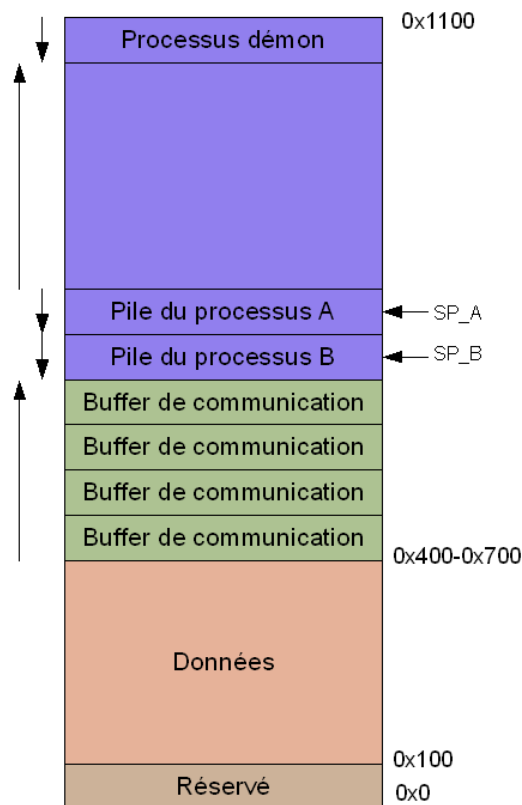 Processus démon
0x1100
Pile du processus A
SP_A
Pile du processus B
SP_B
Buffer de communication
Buffer de communication
Buffer de communication
Buffer de communication
0x400-0x700
Données
0x100
Réservé
0x0